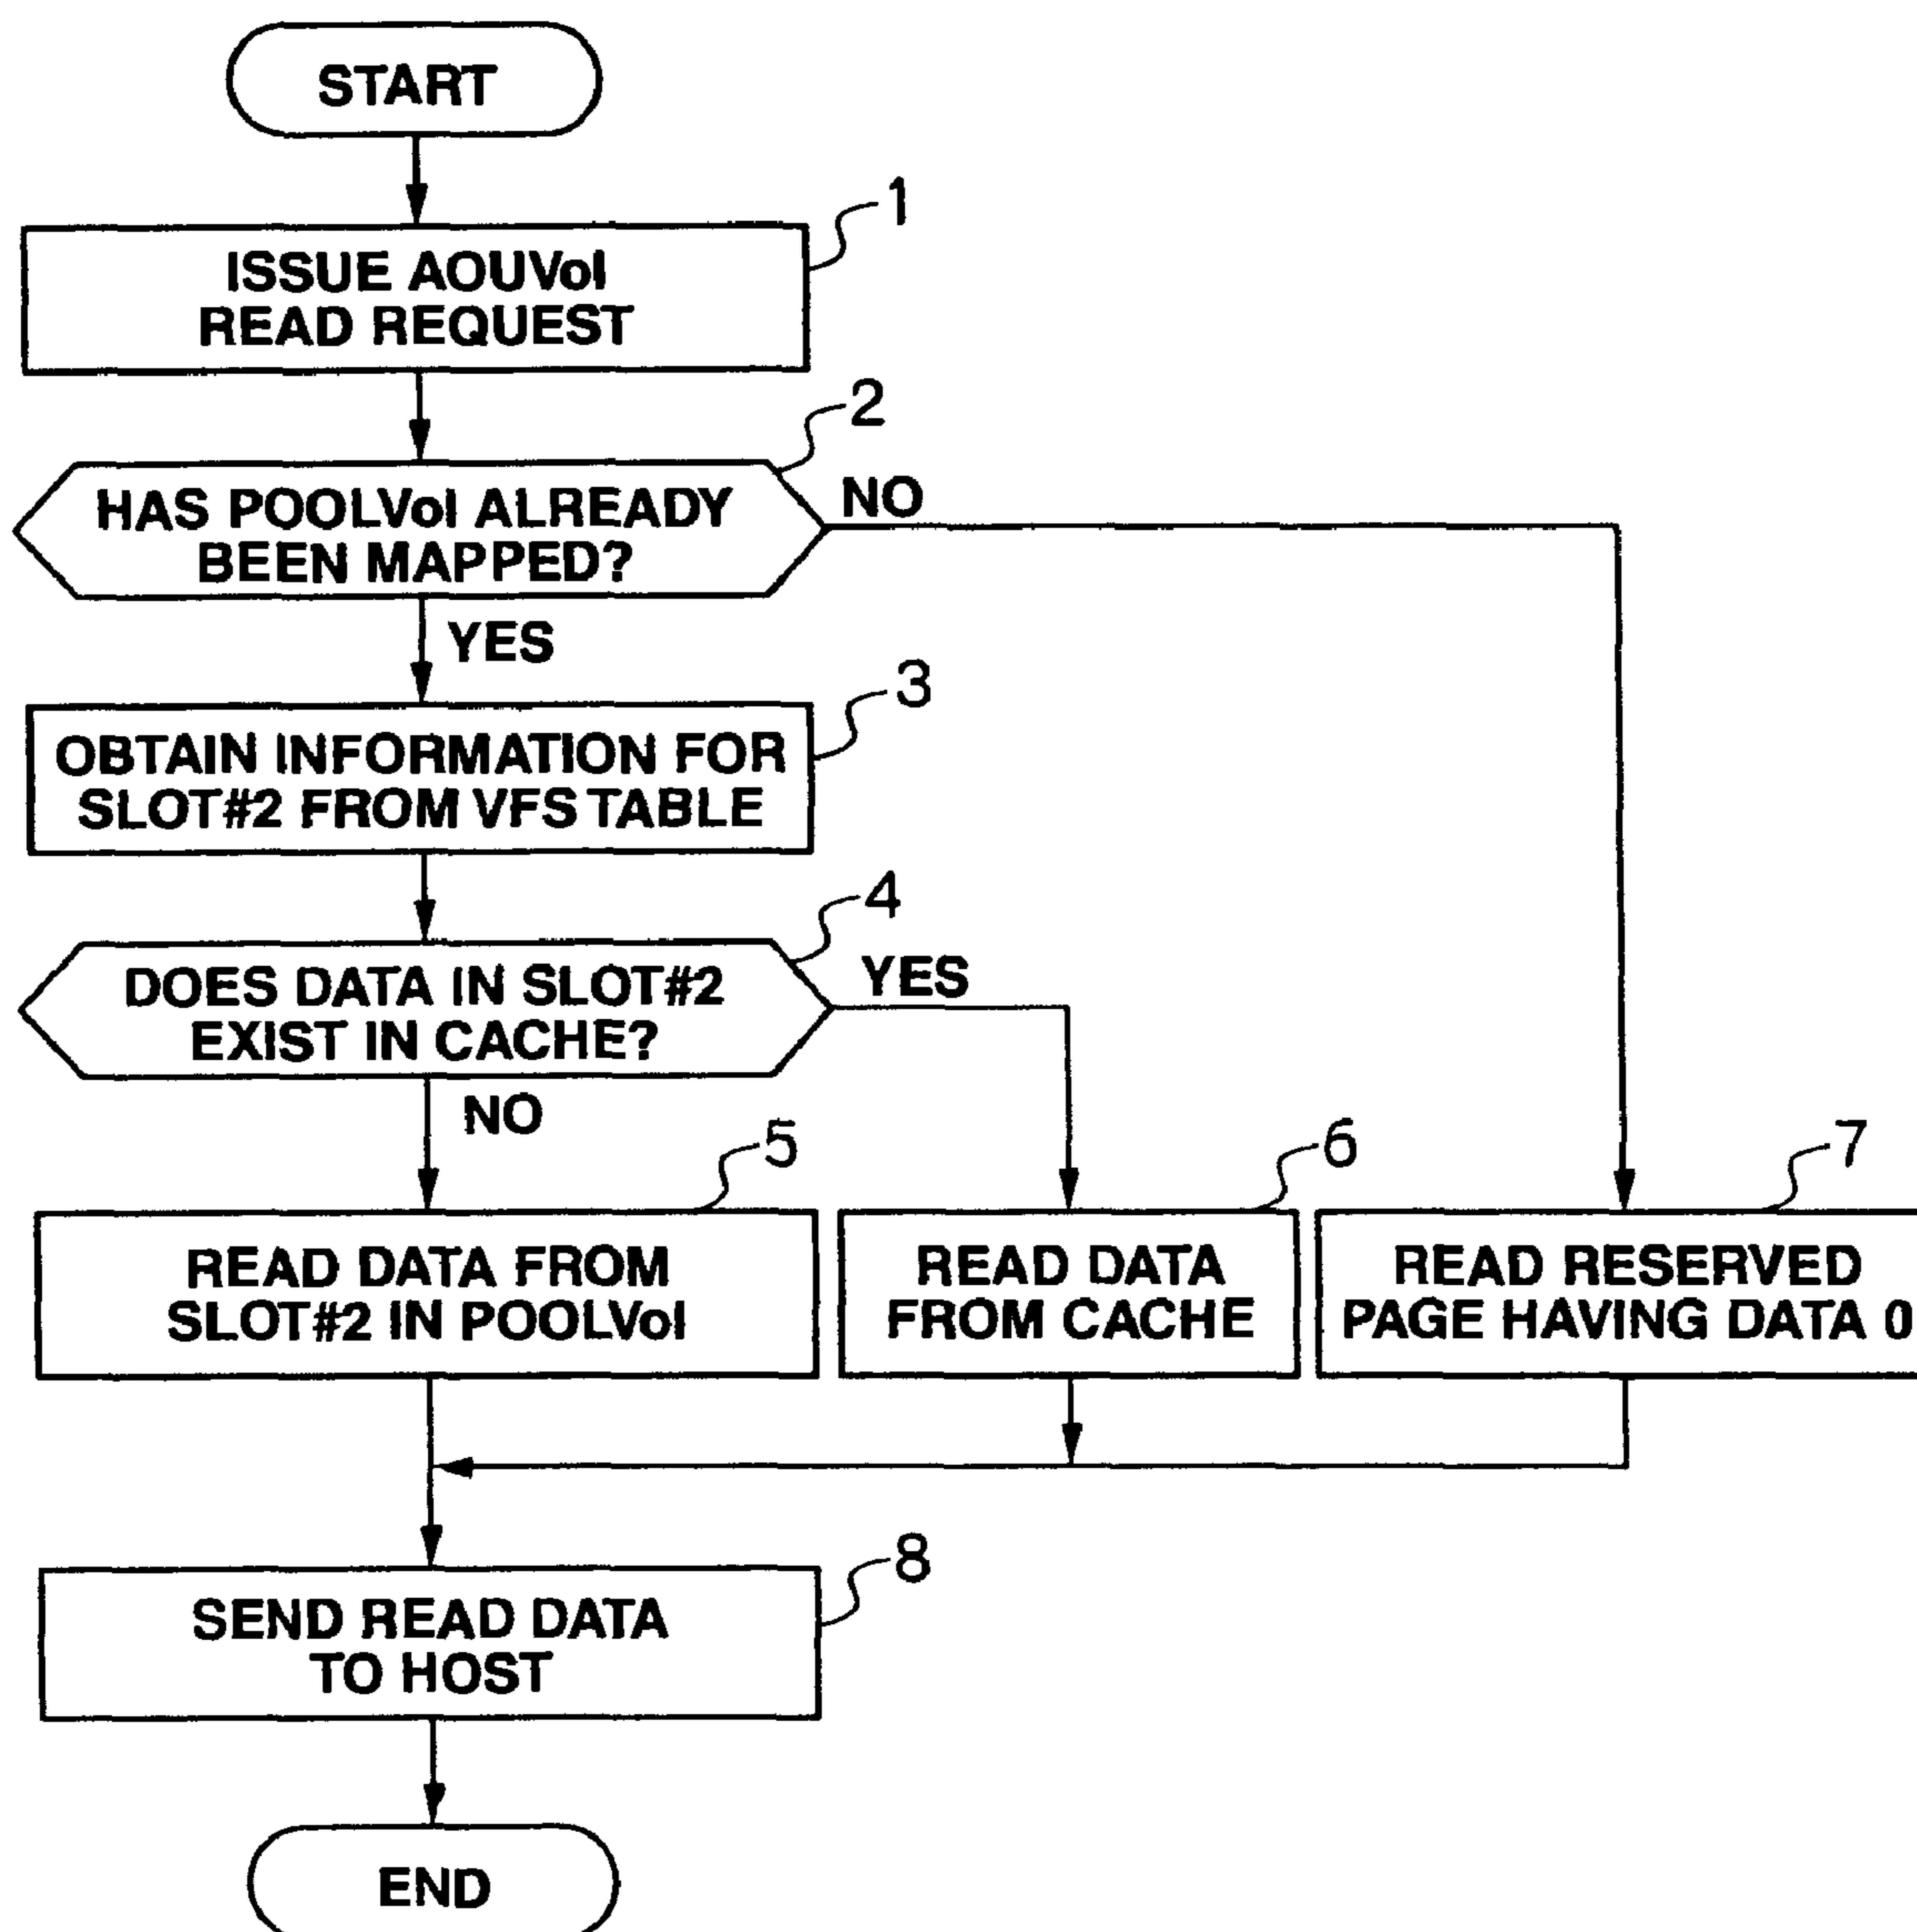 START
1
ISSUE AOUVol
READ REQUEST
2
HAS POOLVol ALREADY
BEEN MAPPED?
NO
YES
3
OBTAIN INFORMATION FOR
SLOT#2 FROM VFS TABLE
4
DOES DATA IN SLOT#2
EXIST IN CACHE?
YES
NO
5
READ DATA FROM
SLOT#2 IN POOLVol
6
READ DATA
FROM CACHE
7
READ RESERVED
PAGE HAVING DATA 0
8
SEND READ DATA
TO HOST
END